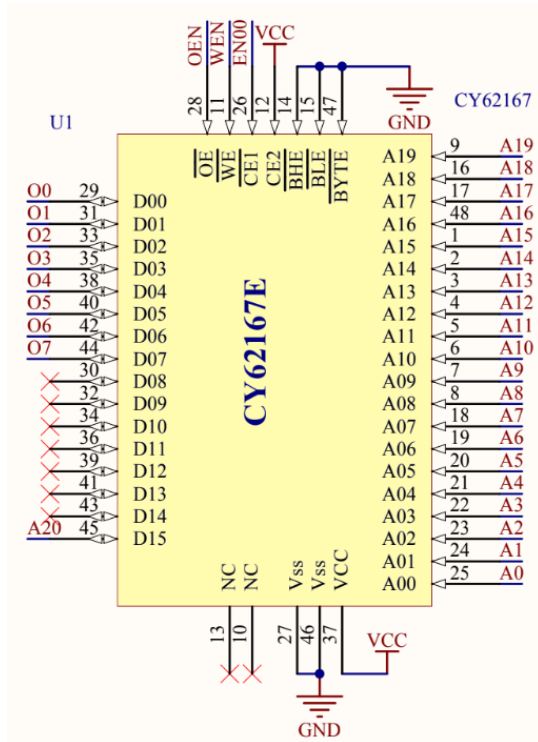 OEN
WEN
EN00
VCC
28
11
26
12
14
15
47
GND
CY62167
U1
OE
WE
CE1
CE2
BHE
BLE
BYTE
O0 29 D00
O1 31 D01
O2 33 D02
O3 35 D03
O4 38 D04
O5 40 D05
O6 42 D06
O7 44 D07
30 D08
32 D09
34 D10
36 D11
39 D12
41 D13
43 D14
A20 45 D15
CY62167E
A19 9 A19
A18 16 A18
A17 17 A17
A16 48 A16
A15 1 A15
A14 2 A14
A13 3 A13
A12 4 A12
A11 5 A11
A10 6 A10
A09 7 A9
A08 8 A8
A07 18 A7
A06 19 A6
A05 20 A5
A04 21 A4
A03 22 A3
A02 23 A2
A01 24 A1
A00 25 A0
NC
NC
Vss
Vss
VCC
13
10
27
46
37
VCC
GND